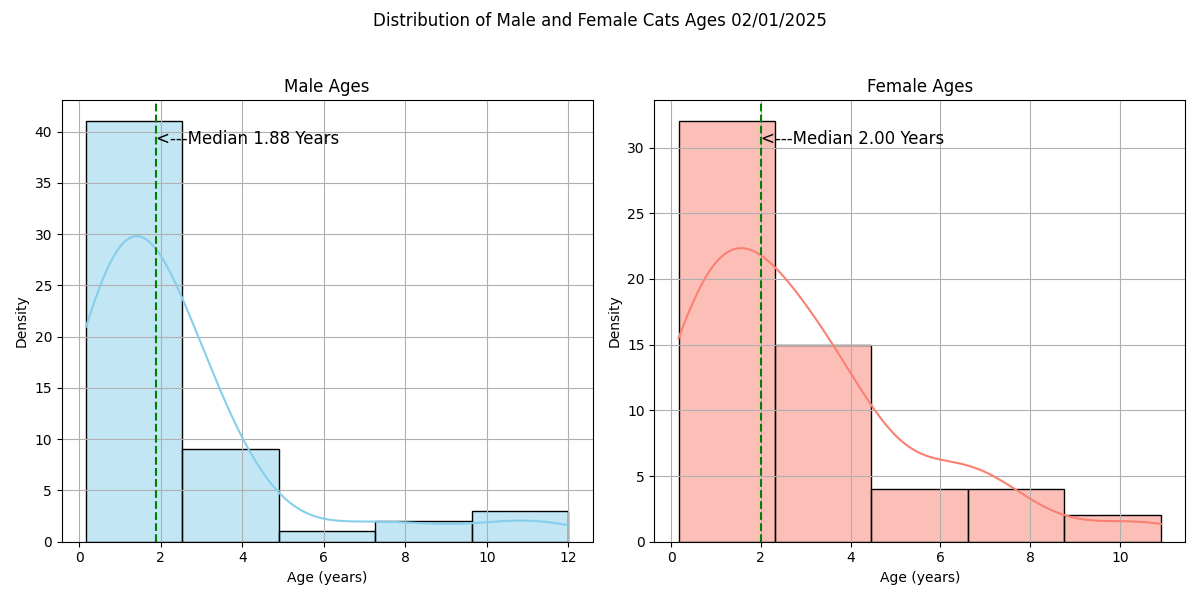 Distribution of Male and Female Cats Ages 02/01/2025
Male Ages
Density
40
35
30
25
20
15
10
5
0
<---Median 1.88 Years
0 2 4 6 8 10 12
Age (years)
Female Ages
Density
30
25
20
15
10
5
0
<---Median 2.00 Years
0 2 4 6 8 10
Age (years)